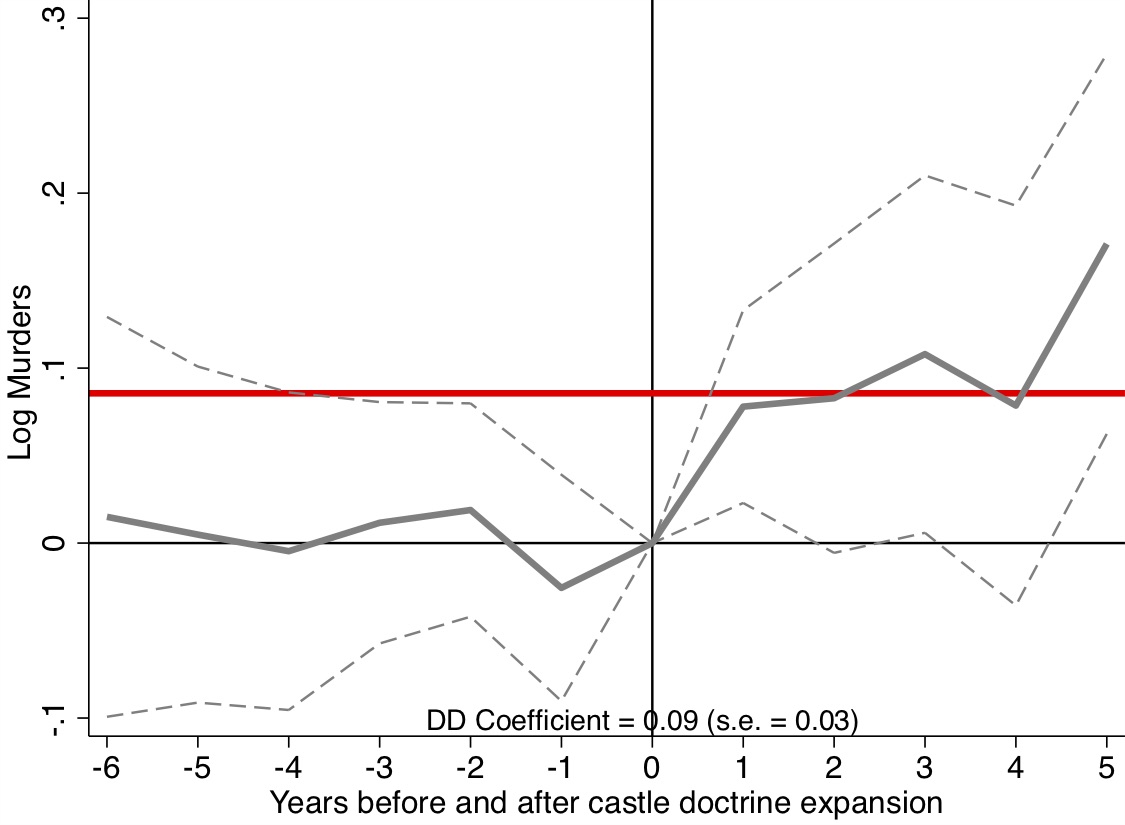 .3
.2
.1
0
-.1
Log Murders
DD Coefficient = 0.09 (s.e. = 0.03)
-6 -5 -4 -3 -2 -1 0 1 2 3 4 5
Years before and after castle doctrine expansion